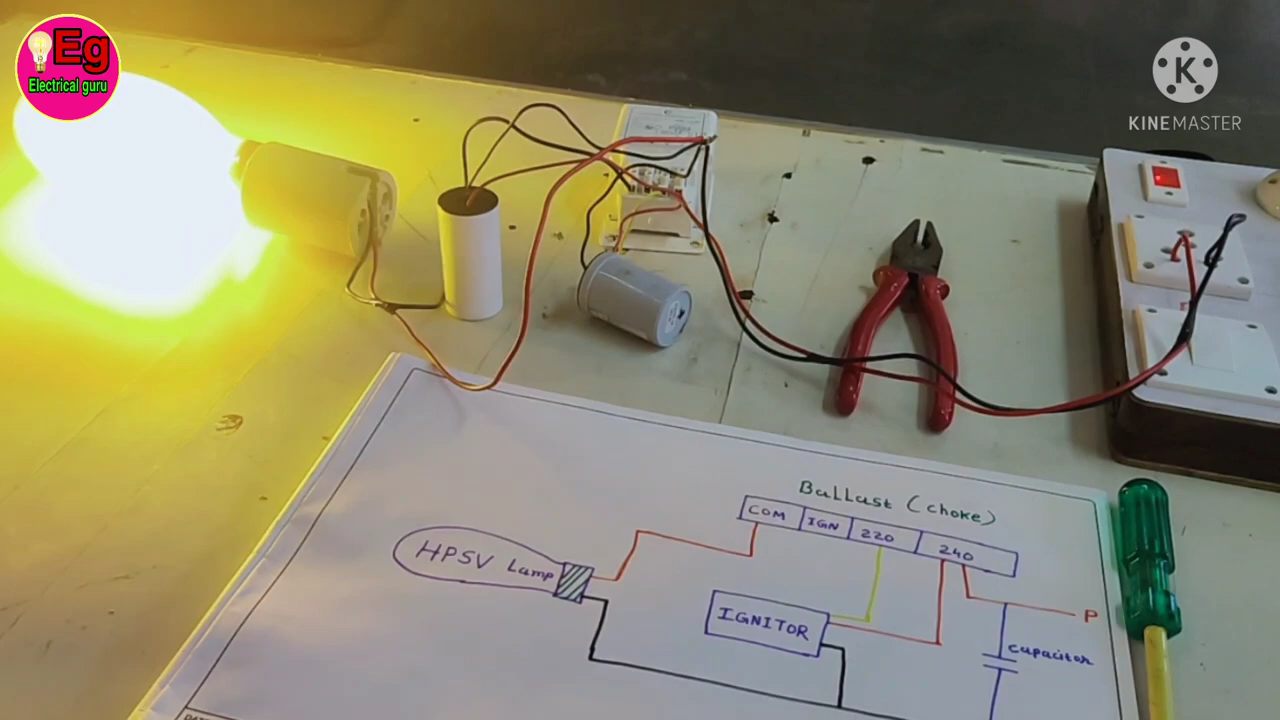 Eg
Electrical guru
K
KINEMASTER
Ballast (choke)
COM IGN 220 240
HPSV Lamp
IGNITOR
P
capacitor